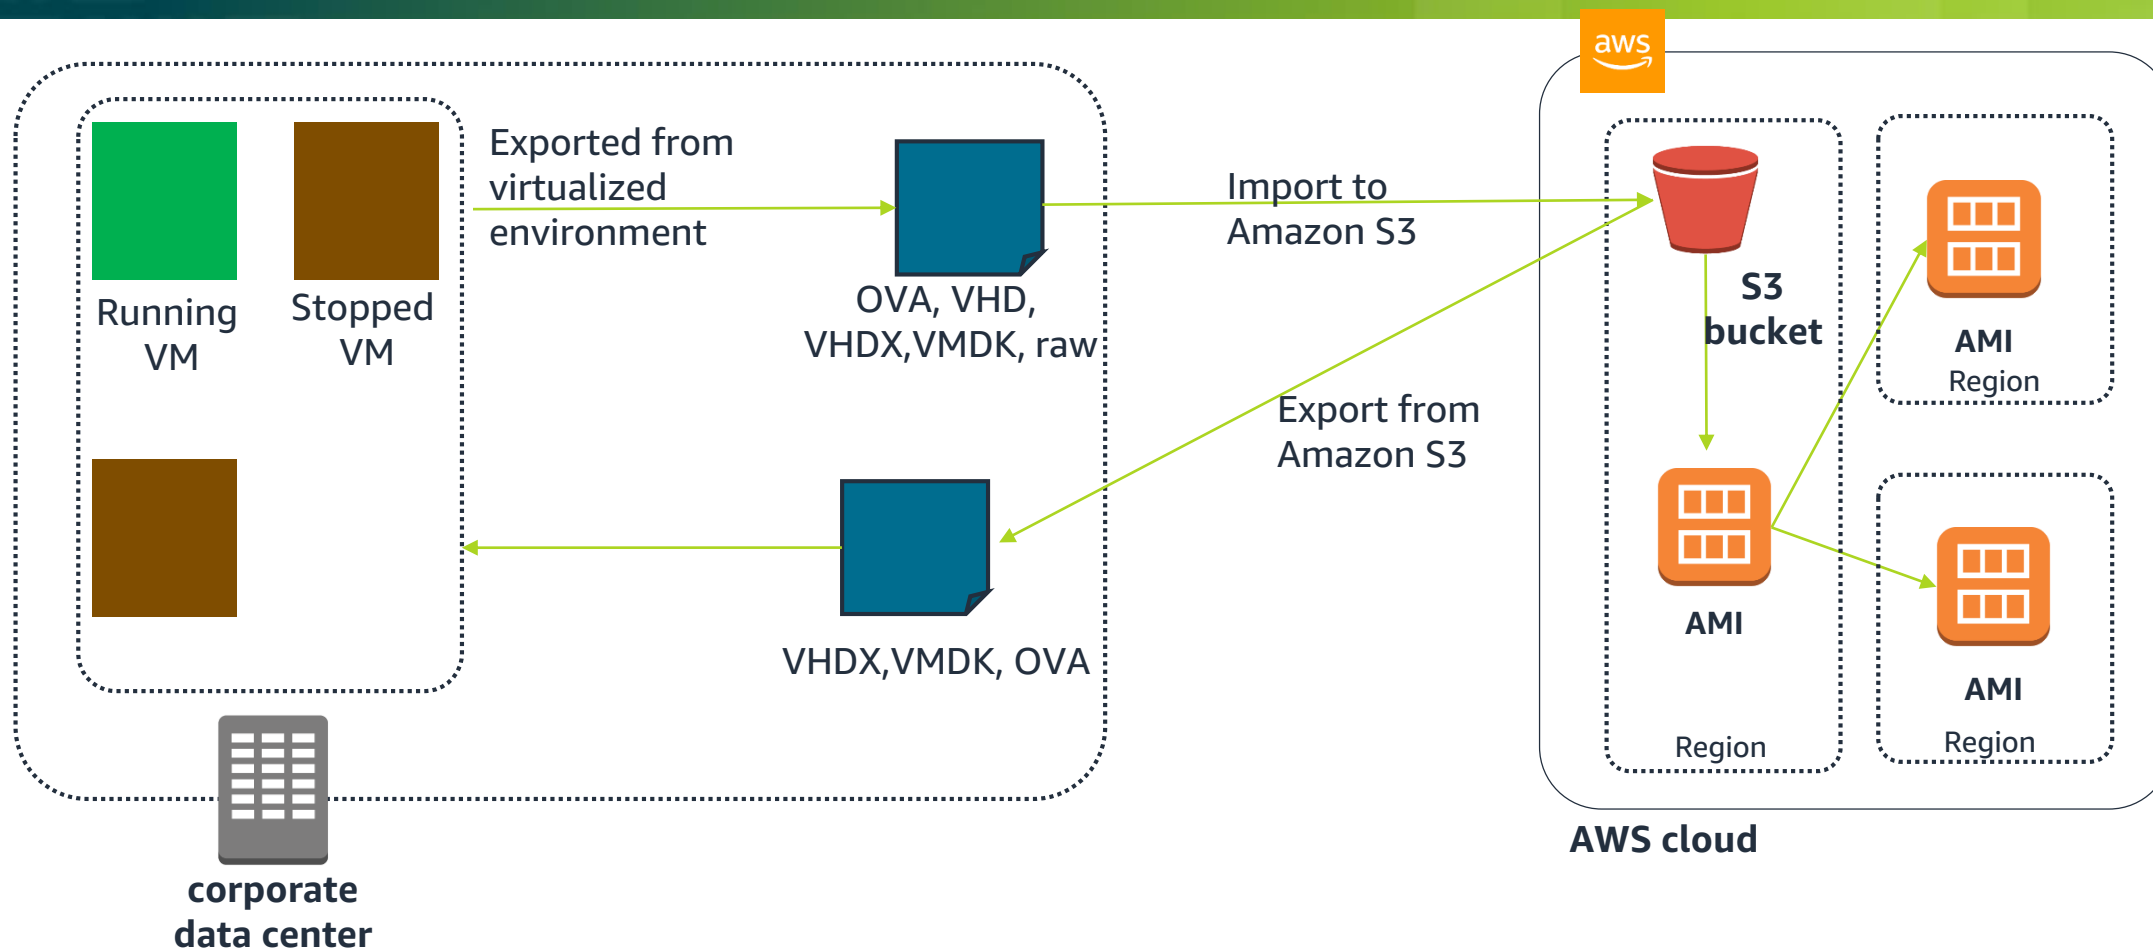 aws
Exported from
virtualized
environment
Running
VM
Stopped
VM
OVA, VHD,
VHDX,VMDK, raw
Import to
Amazon S3
S3
bucket
AMI
Region
Export from
Amazon S3
VHDX,VMDK, OVA
AMI
Region
AMI
Region
AWS cloud
corporate
data center